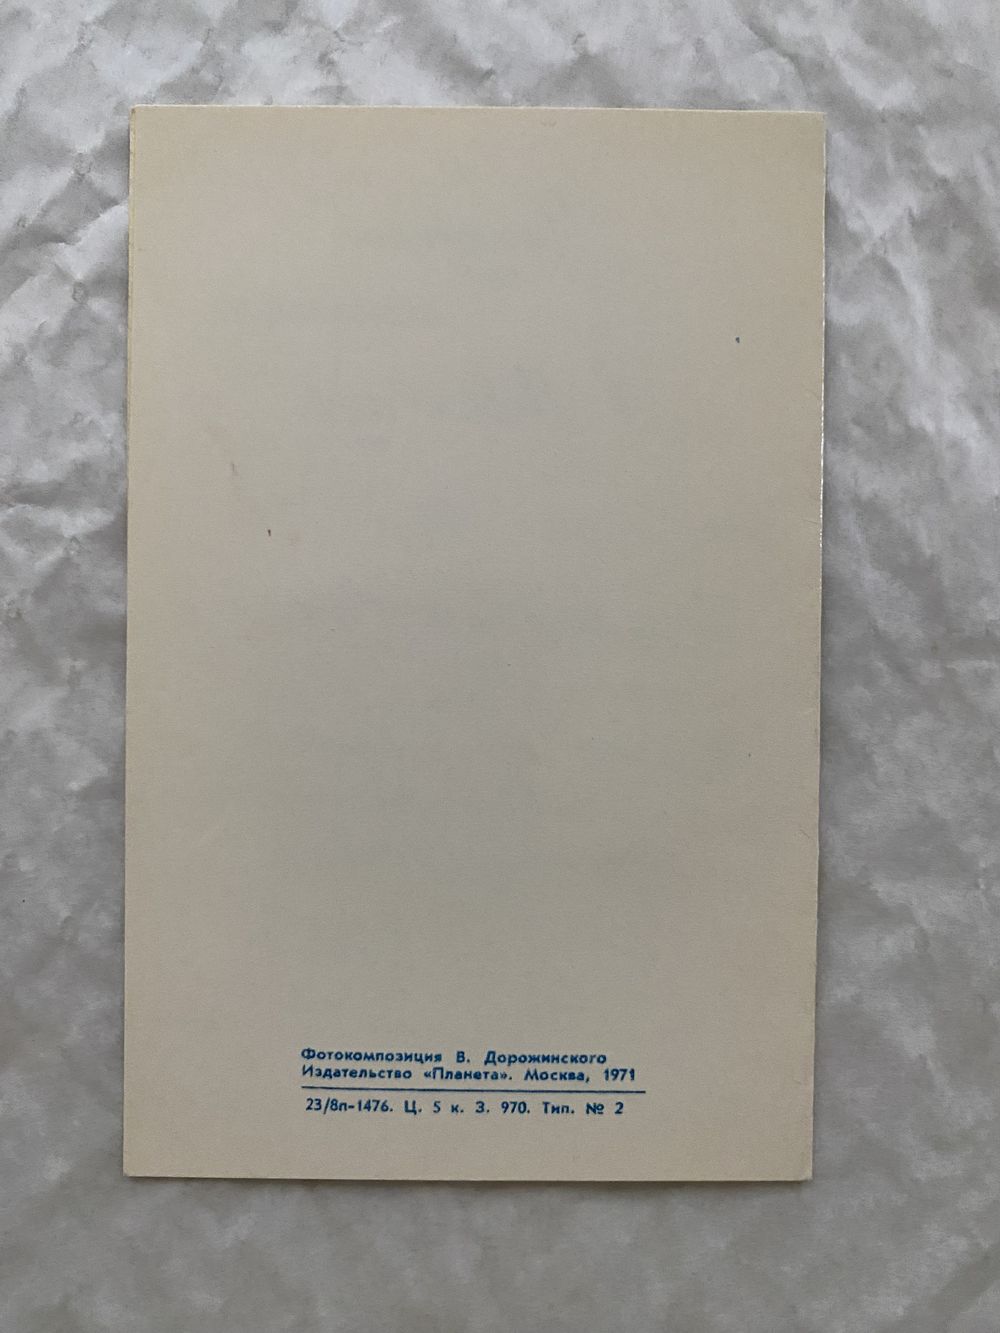 Фотокомпозиция В. Дорожинского
Издательство «Планета». Москва, 1971
23/8п-1476. Ц. 5 к. З. 970. Тип. № 2